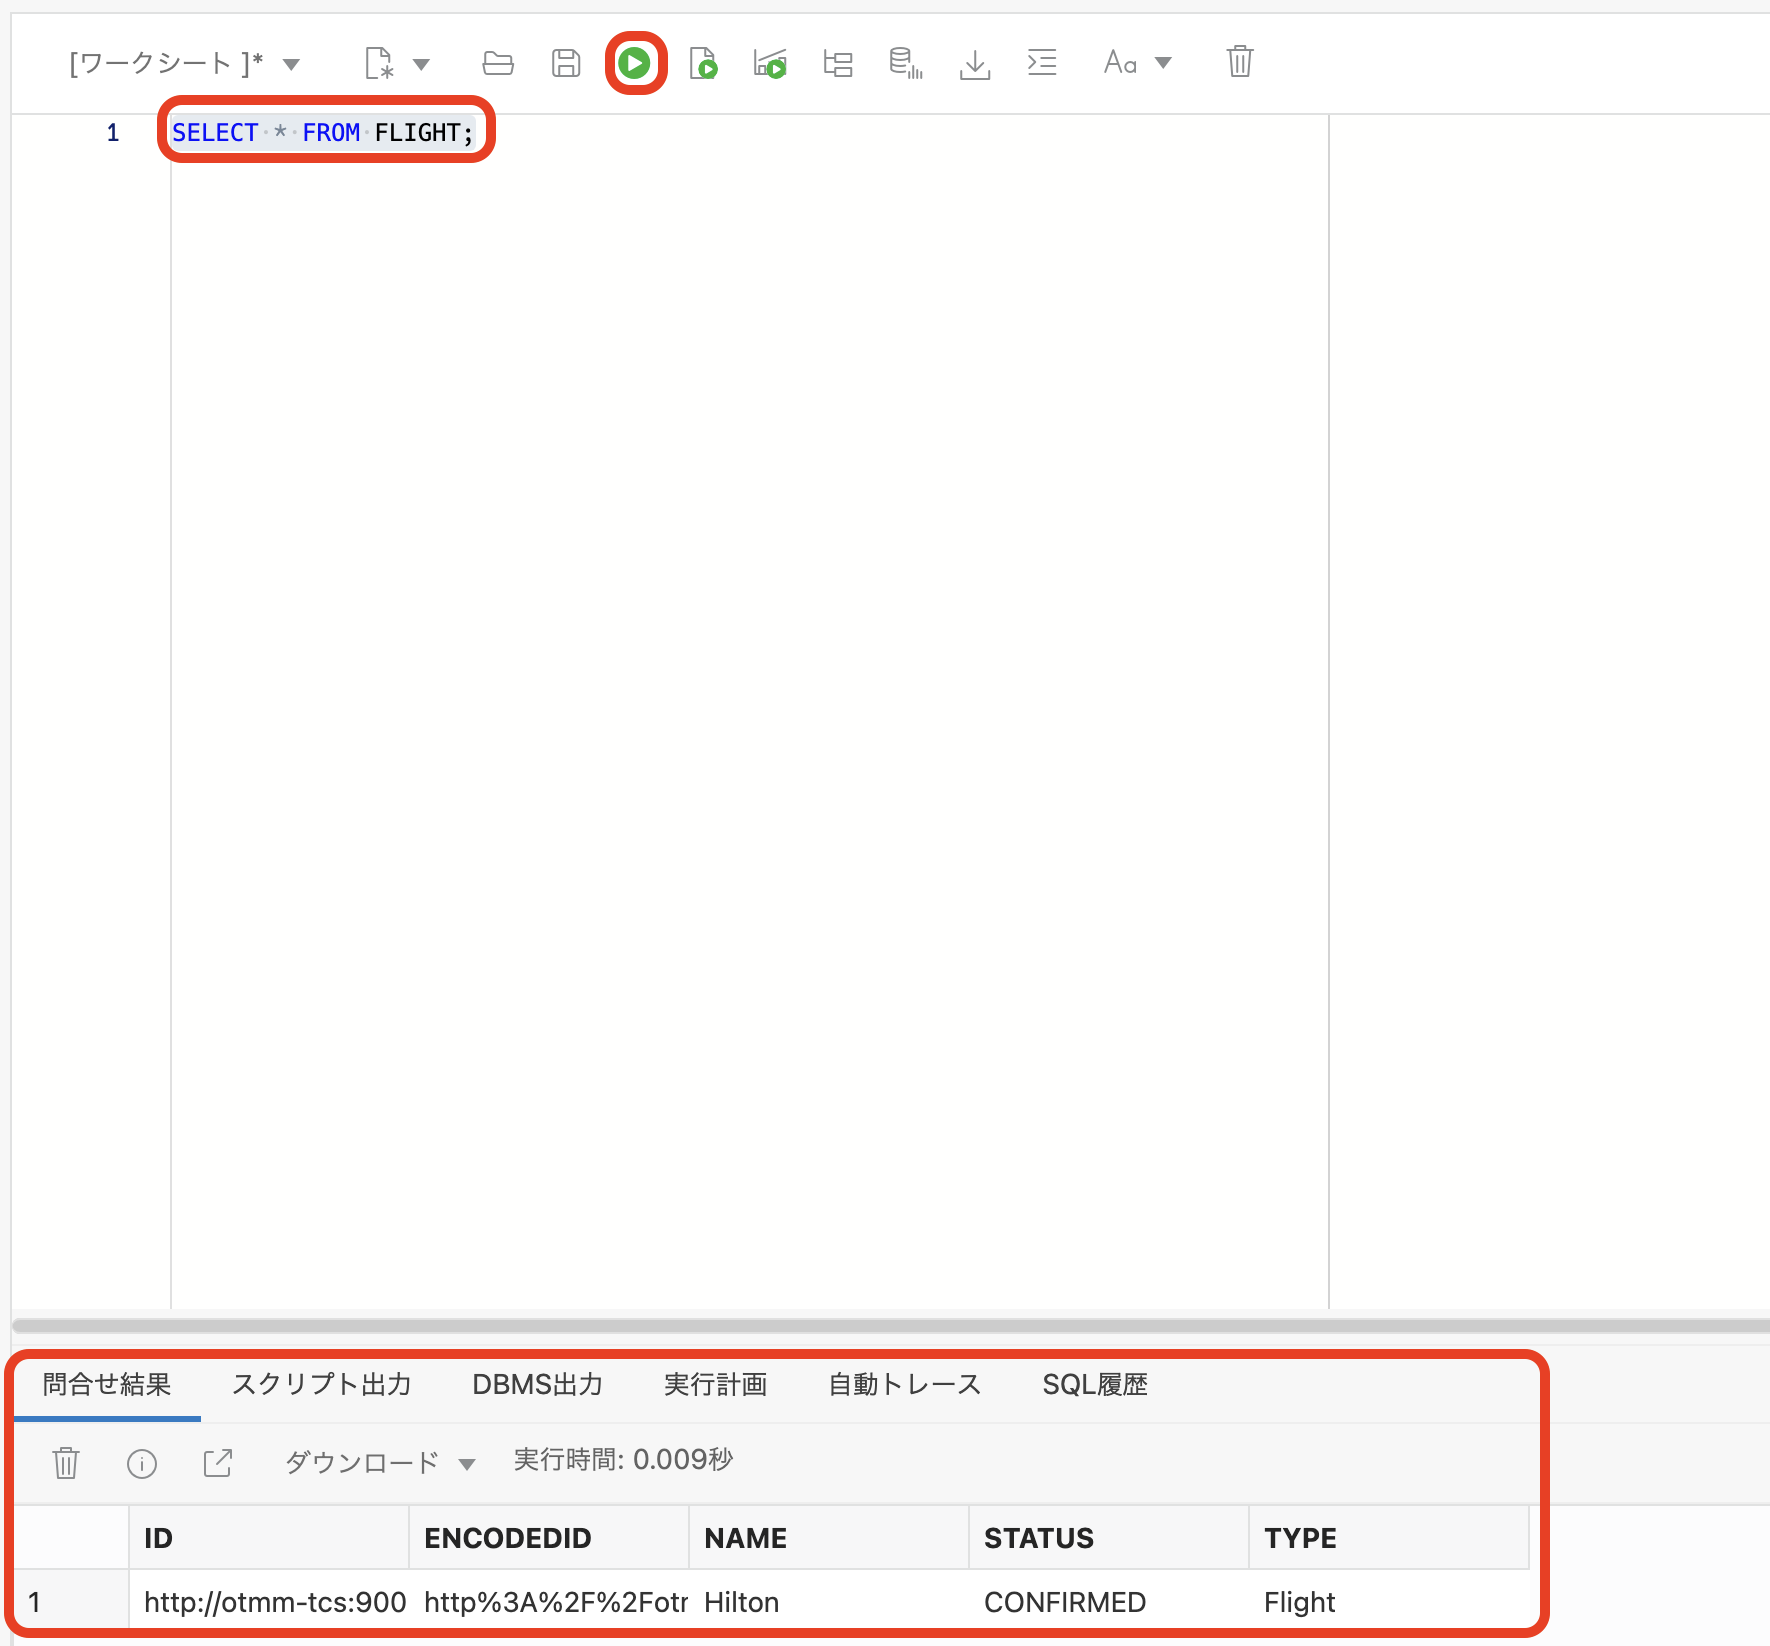 [ワークシート ]*
Aa
1 SELECT * FROM FLIGHT;
問合せ結果 スクリプト出力 DBMS出力 実行計画 自動トレース SQL履歴
ダウンロード 実行時間: 0.009秒
ID ENCODEDID NAME STATUS TYPE
1 http://otmm-tcs:900 http%3A%2F%2Fotr Hilton CONFIRMED Flight